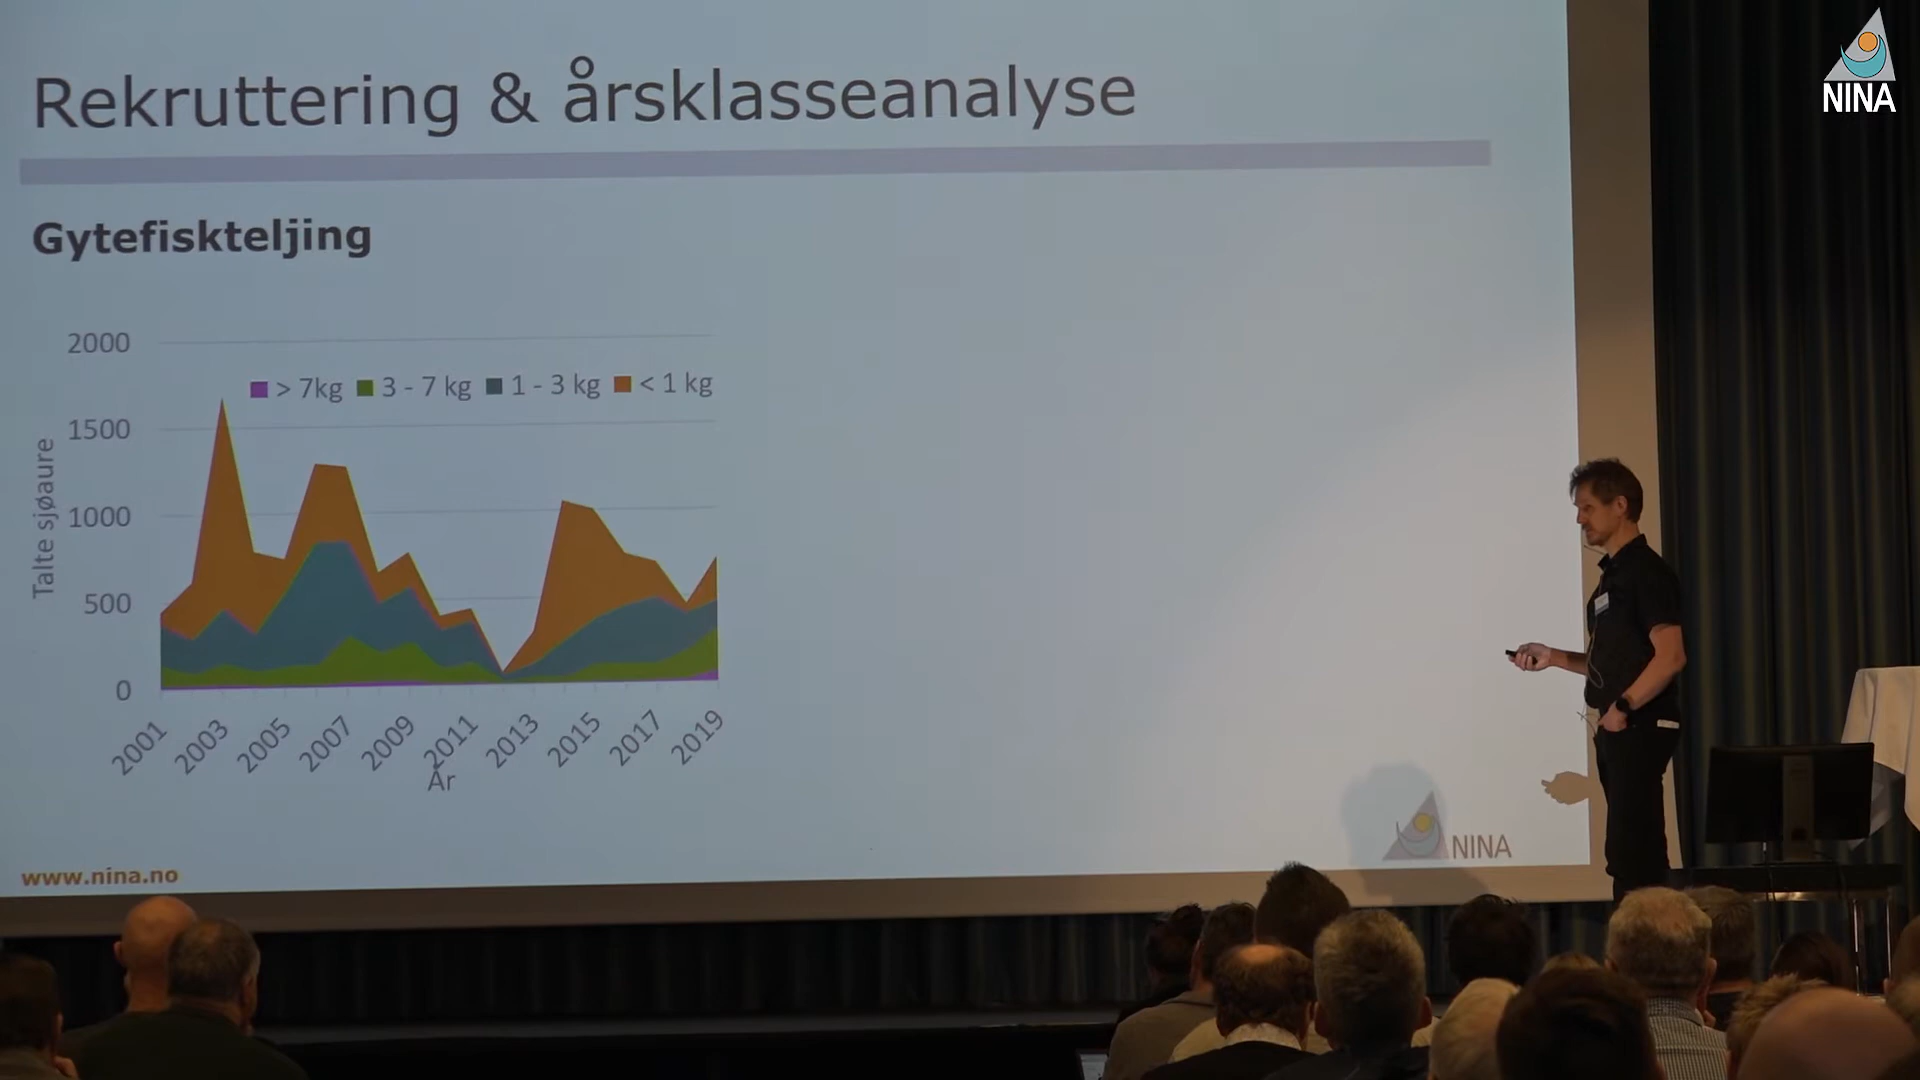 Rekruttering & årsklasseanalyse
Gytefiskteljing
2000
> 7kg 3 - 7 kg 1 - 3 kg < 1 kg
1500
1000
500
0
Talte sjøaure
2001 2003 2005 2007 2009 2011 2013 2015 2017 2019
År
www.nina.no
NINA
NINA